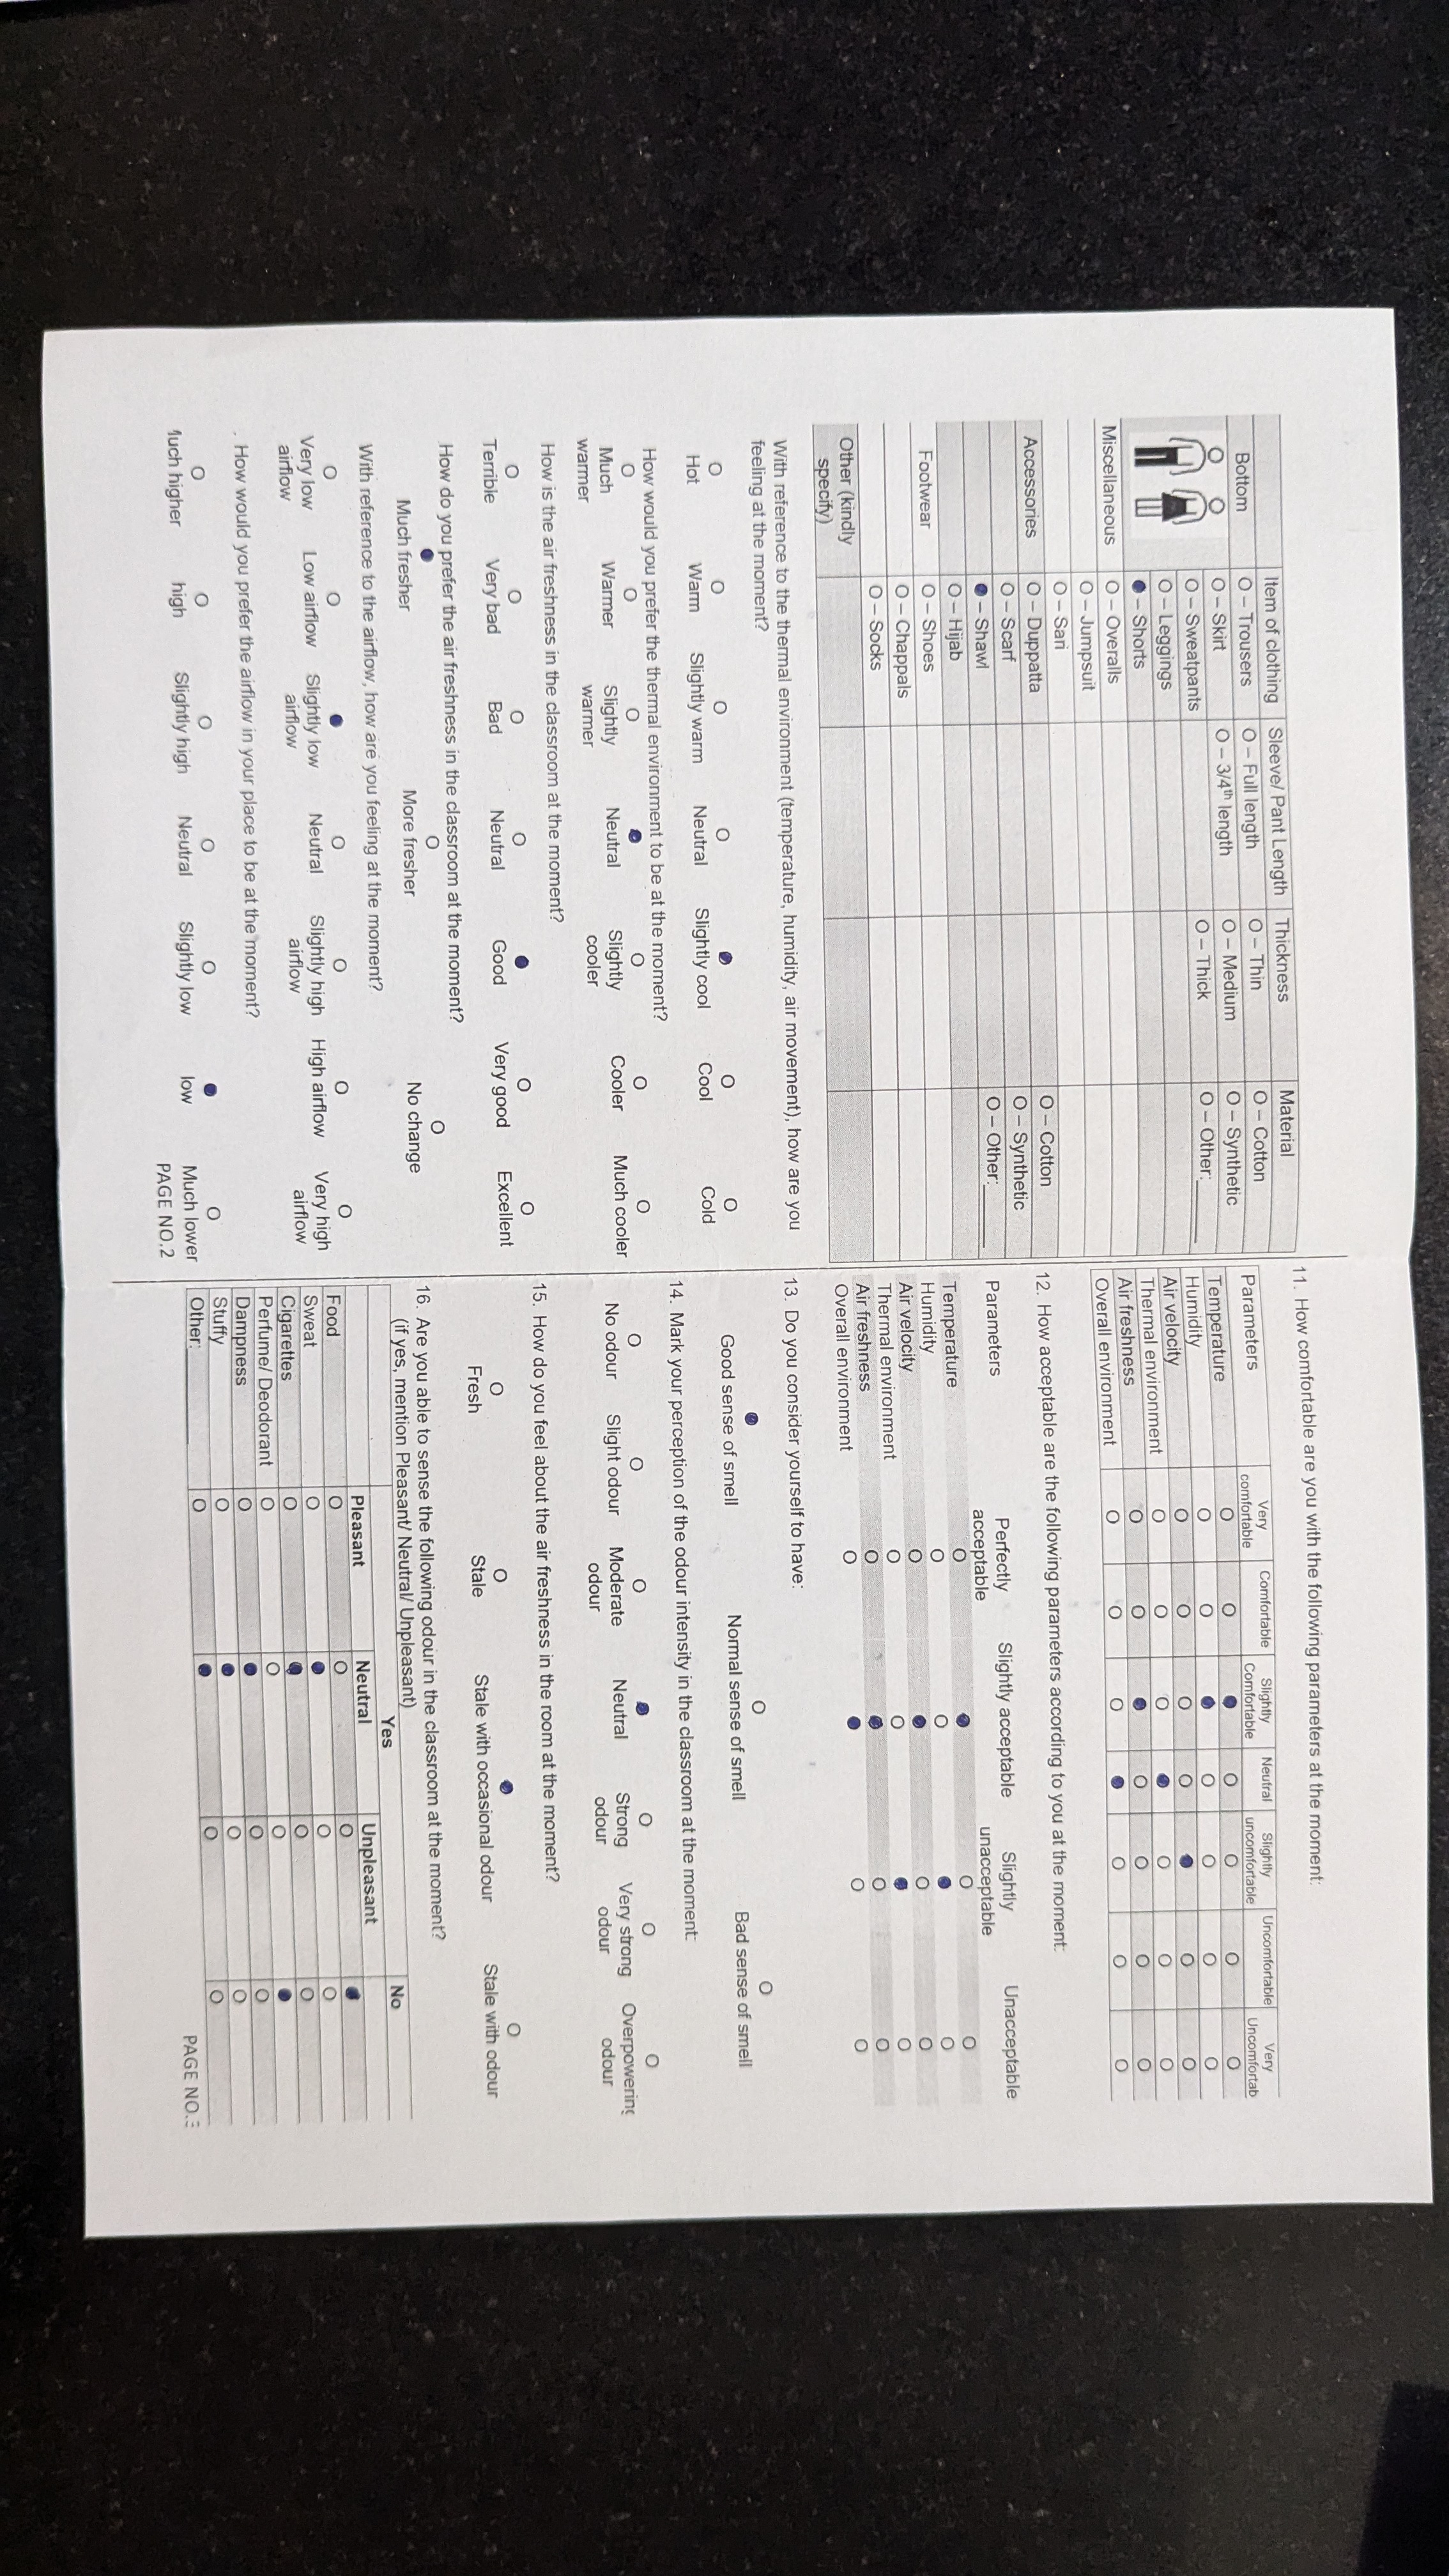 Item of clothing Sleeve/ Pant Length Thickness Material
Bottom
O – Trousers O – Full length O – Thin O – Cotton
O – Skirt O – 3/4th length O – Medium O – Synthetic
O – Sweatpants O – Thick O – Other:______
O – Leggings
● – Shorts
Miscellaneous
O – Overalls
O – Jumpsuit
O – Sari
Accessories
O – Duppatta O – Cotton
O – Scarf O – Synthetic
● – Shawl O – Other:______
O – Hijab
Footwear
O – Shoes
O – Chappals
O – Socks
Other (kindly
specify)
With reference to the thermal environment (temperature, humidity, air movement), how are you
feeling at the moment?
Hot Warm Slightly warm Neutral Slightly cool Cool Cold
How would you prefer the thermal environment to be at the moment?
Much
warmer Warmer Slightly
warmer Neutral Slightly
cooler Cooler Much cooler
How is the air freshness in the classroom at the moment?
Terrible Very bad Bad Neutral Good Very good Excellent
How do you prefer the air freshness in the classroom at the moment?
Much fresher More fresher No change
With reference to the airflow, how are you feeling at the moment?
Very low
airflow Low airflow Slightly low
airflow Neutral Slightly high
airflow High airflow Very high
airflow
. How would you prefer the airflow in your place to be at the moment?
uch higher high Slightly high Neutral Slightly low low Much lower
PAGE NO.2
11. How comfortable are you with the following parameters at the moment:
Parameters Very
comfortable Comfortable Slightly
Comfortable Neutral Slightly
uncomfortable Uncomfortable Very
Uncomfortab
Temperature
Humidity
Air velocity
Thermal environment
Air freshness
Overall environment
12. How acceptable are the following parameters according to you at the moment:
Parameters Perfectly
acceptable Slightly acceptable Slightly
unacceptable Unacceptable
Temperature
Humidity
Air velocity
Thermal environment
Air freshness
Overall environment
13. Do you consider yourself to have:
Good sense of smell Normal sense of smell Bad sense of smell
14. Mark your perception of the odour intensity in the classroom at the moment:
No odour Slight odour Moderate
odour Neutral Strong
odour Very strong
odour Overpowering
odour
15. How do you feel about the air freshness in the room at the moment?
Fresh Stale Stale with occasional odour Stale with odour
16. Are you able to sense the following odour in the classroom at the moment?
(if yes, mention Pleasant/ Neutral/ Unpleasant)
Yes No
Pleasant Neutral Unpleasant
Food
Sweat
Cigarettes
Perfume/ Deodorant
Dampness
Stuffy
Other:______
PAGE NO.3